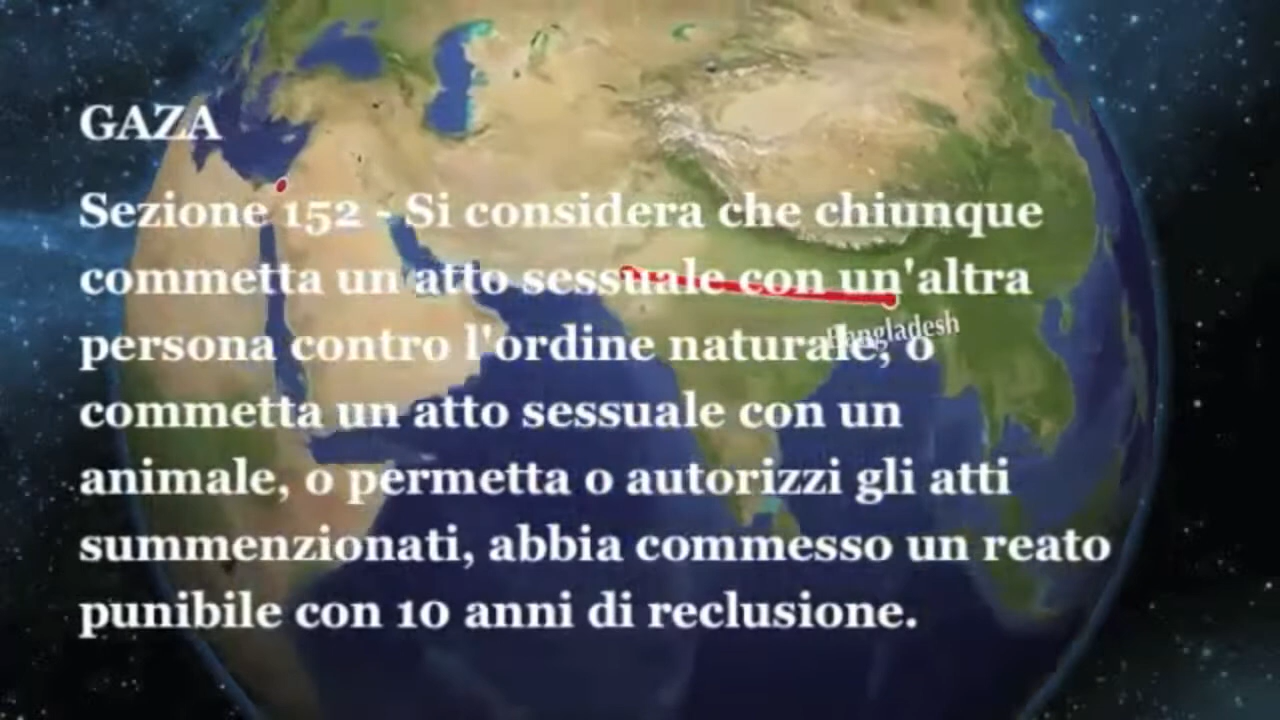 GAZA
Sezione 152 - Si considera che chiunque
commetta un atto sessuale con un'altra
persona contro l'ordine naturale, o
commetta un atto sessuale con un
animale, o permetta o autorizzi gli atti
summenzionati, abbia commesso un reato
punibile con 10 anni di reclusione.
Bangladesh